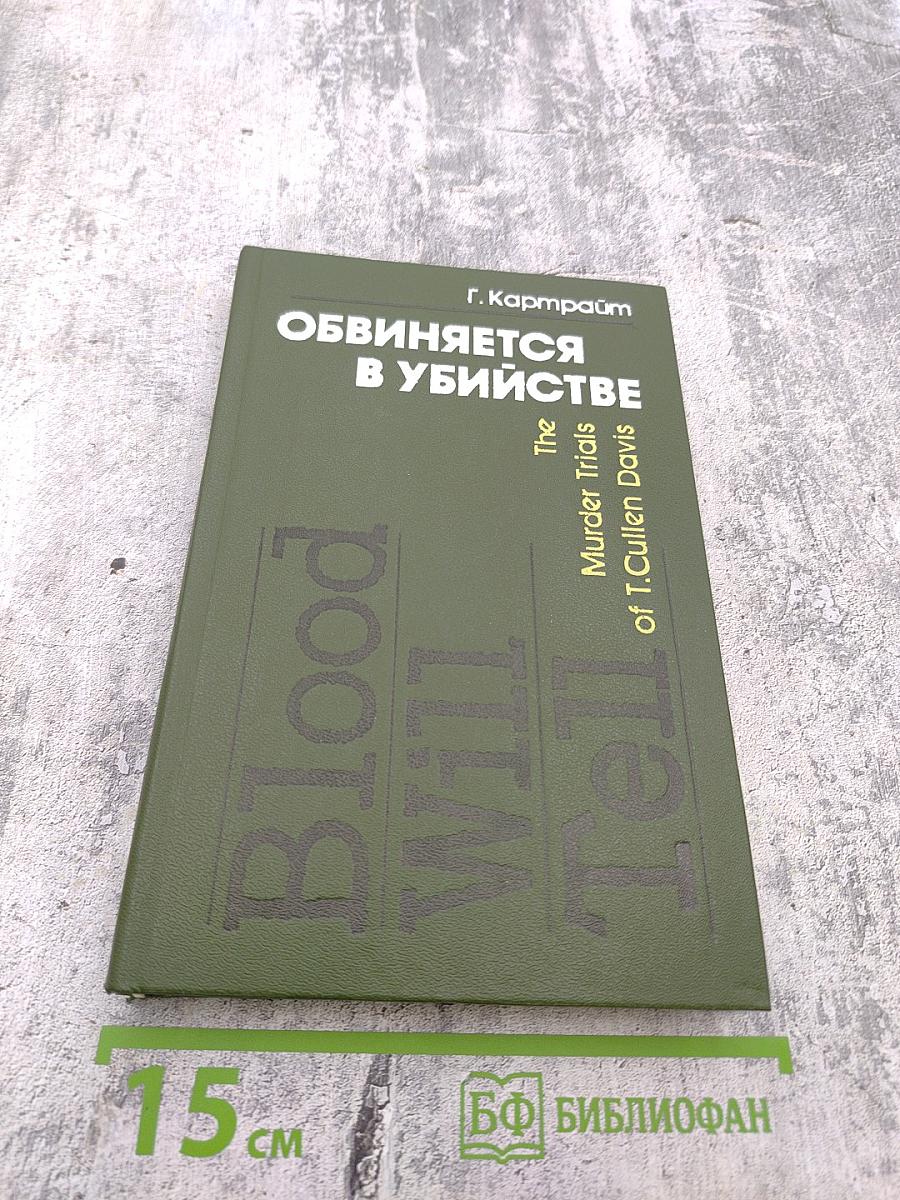 Г. Картрайт
ОБВИНЯЕТСЯ
В УБИЙСТВЕ
The
Murder Trials
of T. Cullen Davis
Blood
Will
Tell
15 см
БФ БИБЛИОФАН